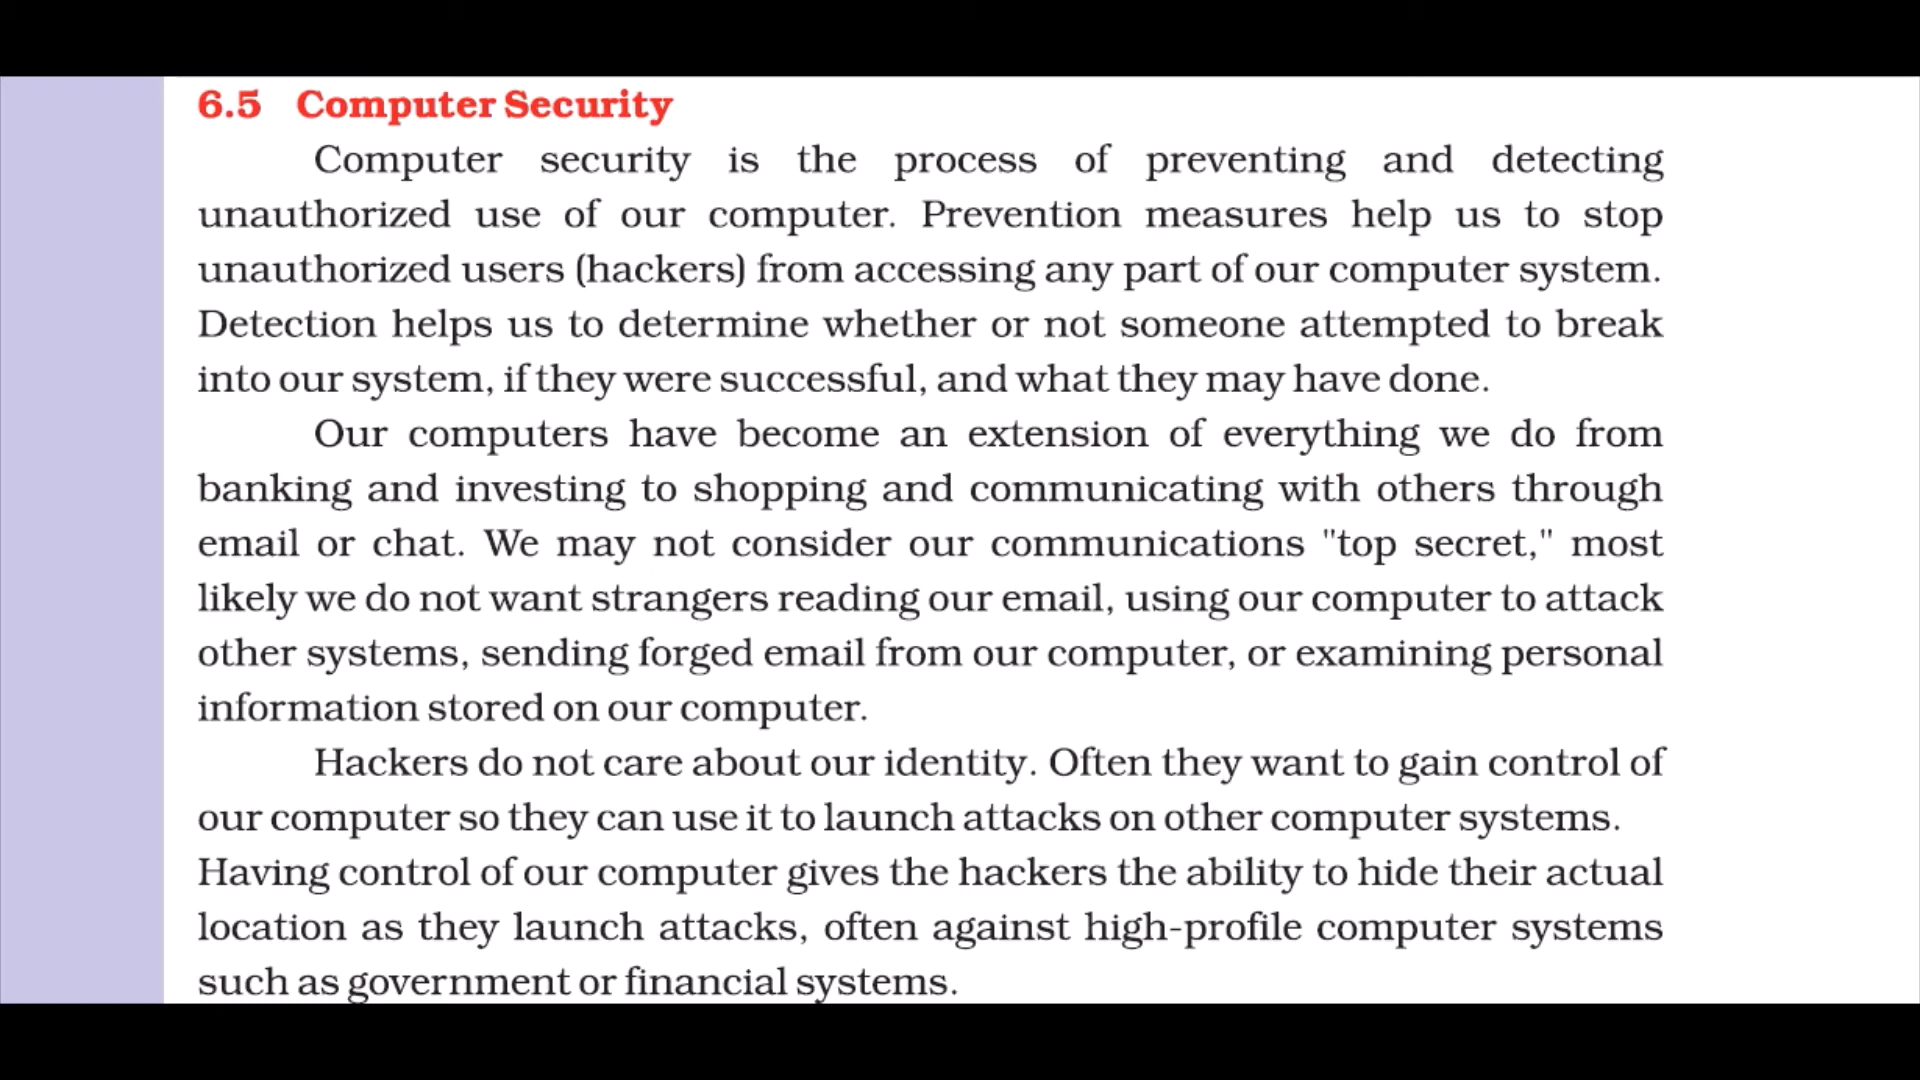 6.5 Computer Security
Computer security is the process of preventing and detecting
unauthorized use of our computer. Prevention measures help us to stop
unauthorized users (hackers) from accessing any part of our computer system.
Detection helps us to determine whether or not someone attempted to break
into our system, if they were successful, and what they may have done.
Our computers have become an extension of everything we do from
banking and investing to shopping and communicating with others through
email or chat. We may not consider our communications "top secret," most
likely we do not want strangers reading our email, using our computer to attack
other systems, sending forged email from our computer, or examining personal
information stored on our computer.
Hackers do not care about our identity. Often they want to gain control of
our computer so they can use it to launch attacks on other computer systems.
Having control of our computer gives the hackers the ability to hide their actual
location as they launch attacks, often against high-profile computer systems
such as government or financial systems.